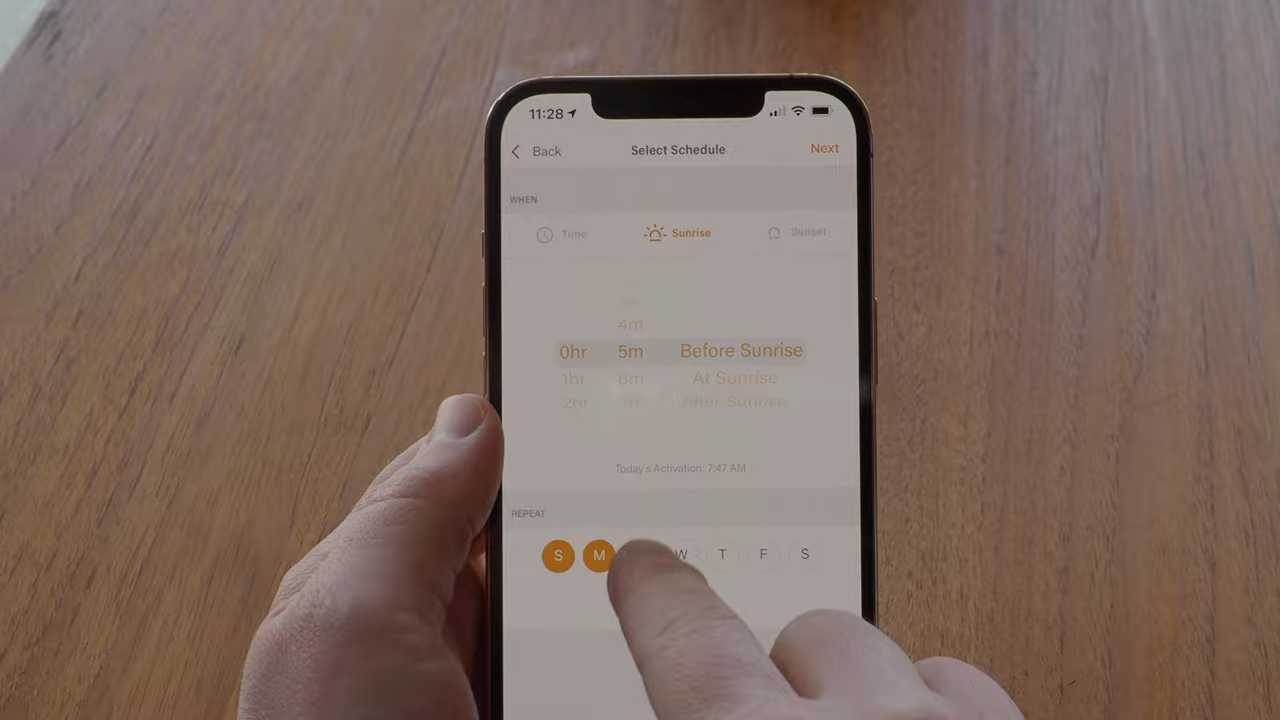 11:28
Back Select Schedule Next
WHEN
Time Sunrise Sunset
4m
0hr 5m Before Sunrise
1hr 6m At Sunrise
2hr After Sunrise
Today's Activation: 7:47 AM
REPEAT
S M W T F S